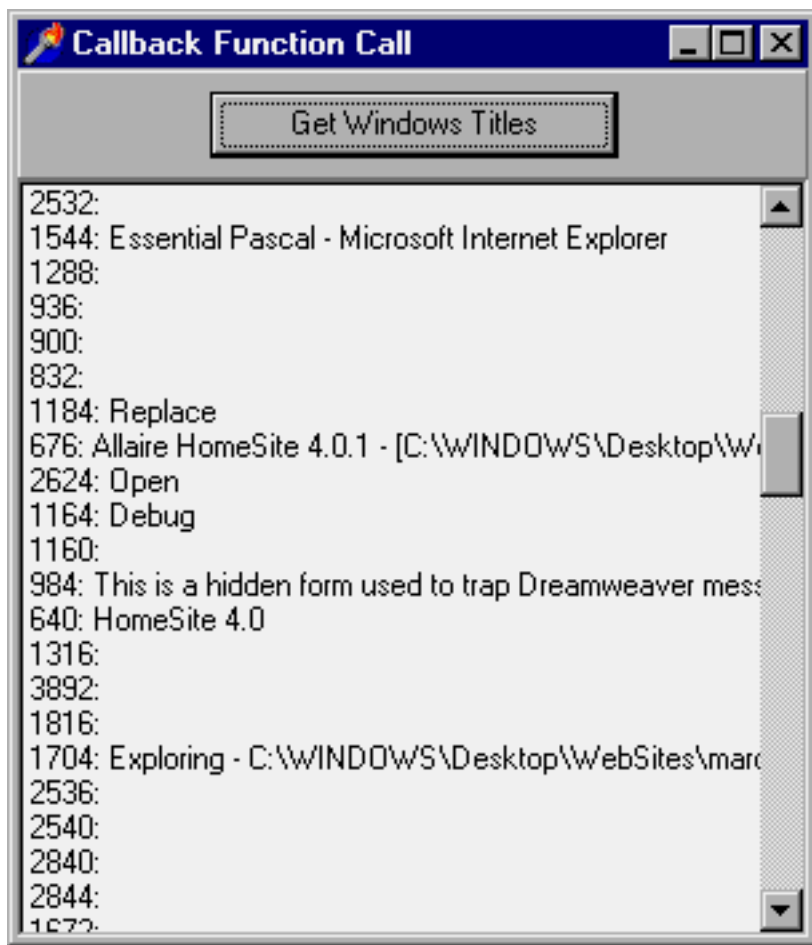 Callback Function Call
Get Windows Titles
2532:
1544: Essential Pascal - Microsoft Internet Explorer
1288:
936:
900:
832:
1184: Replace
676: Allaire HomeSite 4.0.1 - [C:\WINDOWS\Desktop\W
2624: Open
1164: Debug
1160:
984: This is a hidden form used to trap Dreamweaver mess
640: HomeSite 4.0
1316:
3892:
1816:
1704: Exploring - C:\WINDOWS\Desktop\WebSites\marc
2536:
2540:
2840:
2844:
1672: